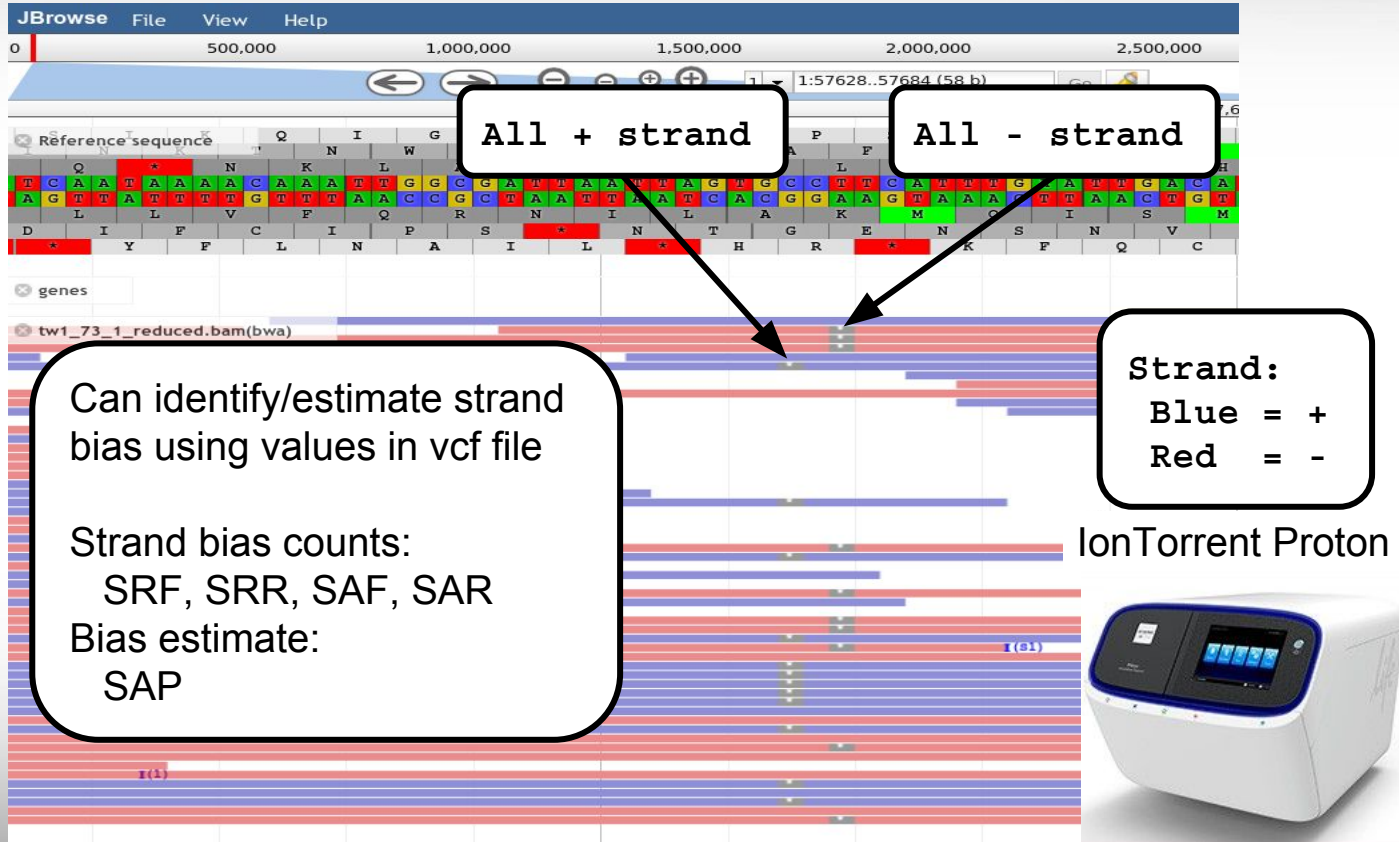 JBrowse File View Help
0 500,000 1,000,000 1,500,000 2,000,000 2,500,000
1 1:57628..57684 (58 b) Go
All + strand
All - strand
Reference sequence
T C A A T A A A A C A A A T T G G C G A T T A A T T A G T G C C T T C A T T T G A A T T G A C A
A G T T A T T T T G T T T A A C C G C T A A T T A A T C A C G G A A G T A A A C T T A A C T G T
L L V F Q R N I L A K M Q I S M
D I F C I P S * N T G E N S N V
* Y F L N A I L * H R * K F Q C
genes
tw1_73_1_reduced.bam(bwa)
Can identify/estimate strand
bias using values in vcf file
Strand bias counts:
SRF, SRR, SAF, SAR
Bias estimate:
SAP
Strand:
Blue = +
Red = -
IonTorrent Proton
I(s1)
I(1)